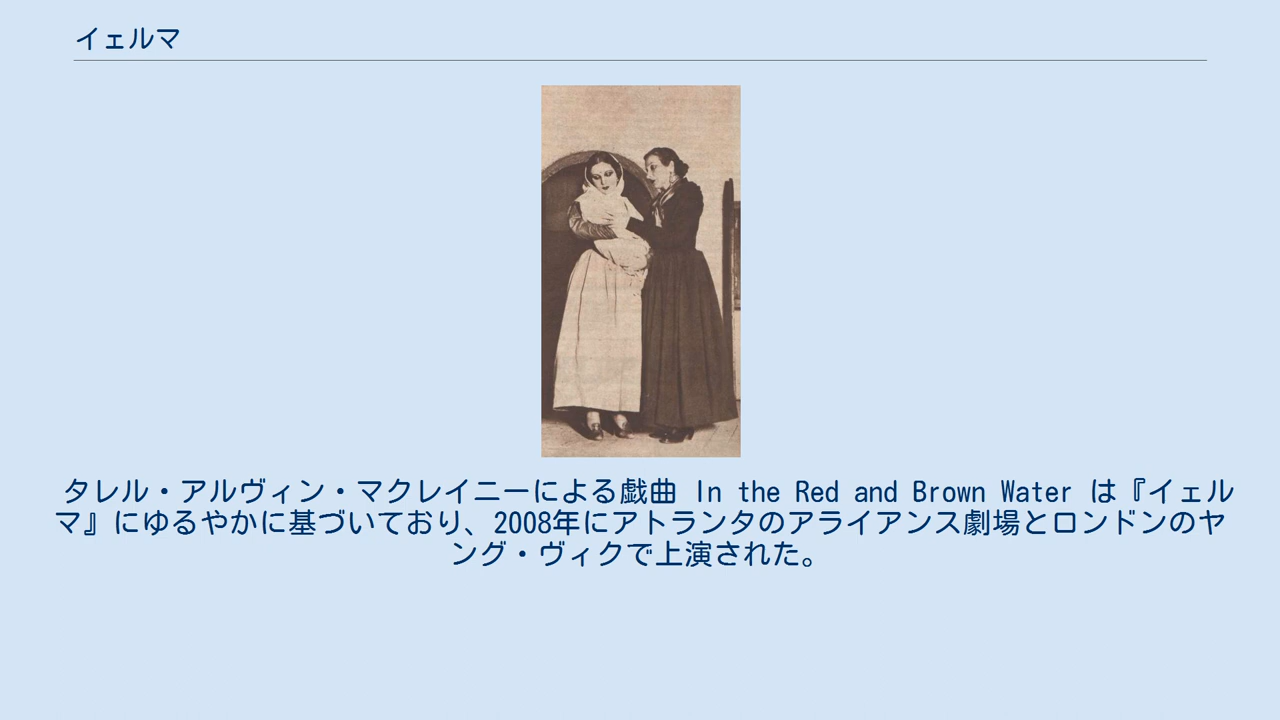 イェルマ
タレル・アルヴィン・マクレイニーによる戯曲 In the Red and Brown Water は『イェル
マ』にゆるやかに基づいており、2008年にアトランタのアライアンス劇場とロンドンのヤ
ング・ヴィクで上演された。